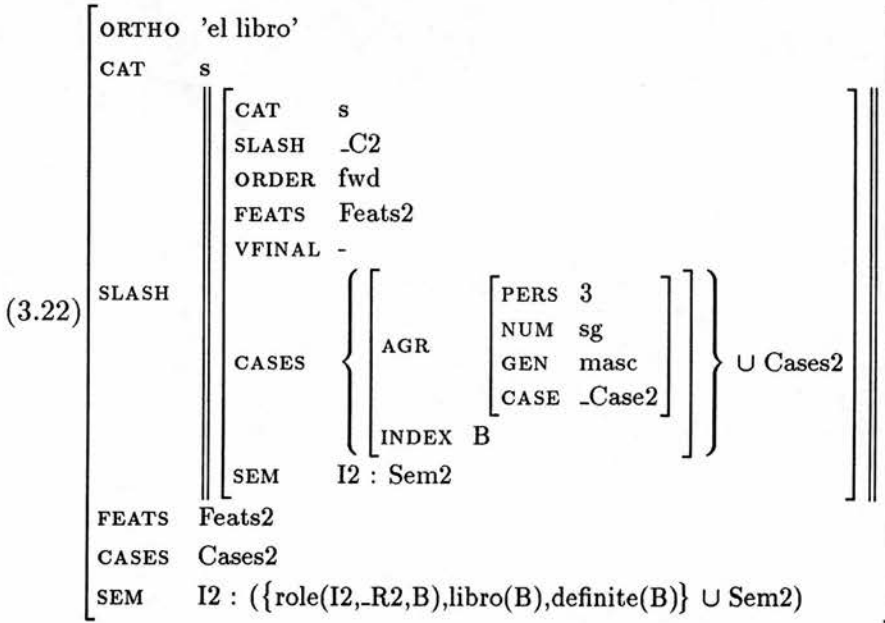 ORTHO 'el libro'
CAT s
CAT s
SLASH _C2
ORDER fwd
FEATS Feats2
VFINAL -
(3.22) SLASH
CASES { AGR PERS 3
NUM sg
GEN masc
CASE _Case2
INDEX B } ∪ Cases2
SEM I2 : Sem2
FEATS Feats2
CASES Cases2
SEM I2 : ({role(I2,_R2,B),libro(B),definite(B)} ∪ Sem2)